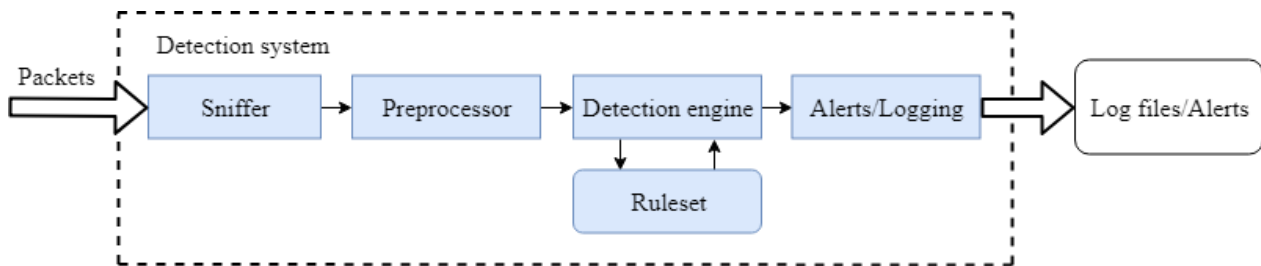 Detection system
Packets
Sniffer
Preprocessor
Detection engine
Alerts/Logging
Log files/Alerts
Ruleset